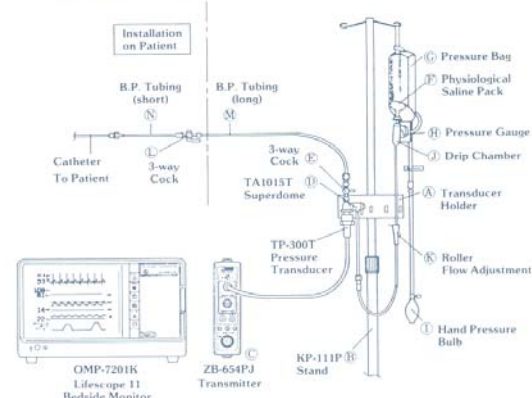 Installation
on Patient
B.P. Tubing
(short)
Ⓝ
B.P. Tubing
(long)
Ⓜ
Catheter
To Patient
Ⓛ
3-way
Cock
3-way
Cock Ⓔ
TA1015T Ⓓ
Superdome
TP-300T
Pressure
Transducer
Ⓖ Pressure Bag
Ⓕ Physiological
Saline Pack
Ⓗ Pressure Gauge
Ⓙ Drip Chamber
Ⓐ Transducer
Holder
Ⓚ Roller
Flow Adjustment
Ⓘ Hand Pressure
Bulb
KP-111P Ⓑ
Stand
Ⓒ
OMP-7201K
Lifescope 11
Bedside Monitor
ZB-654PJ
Transmitter